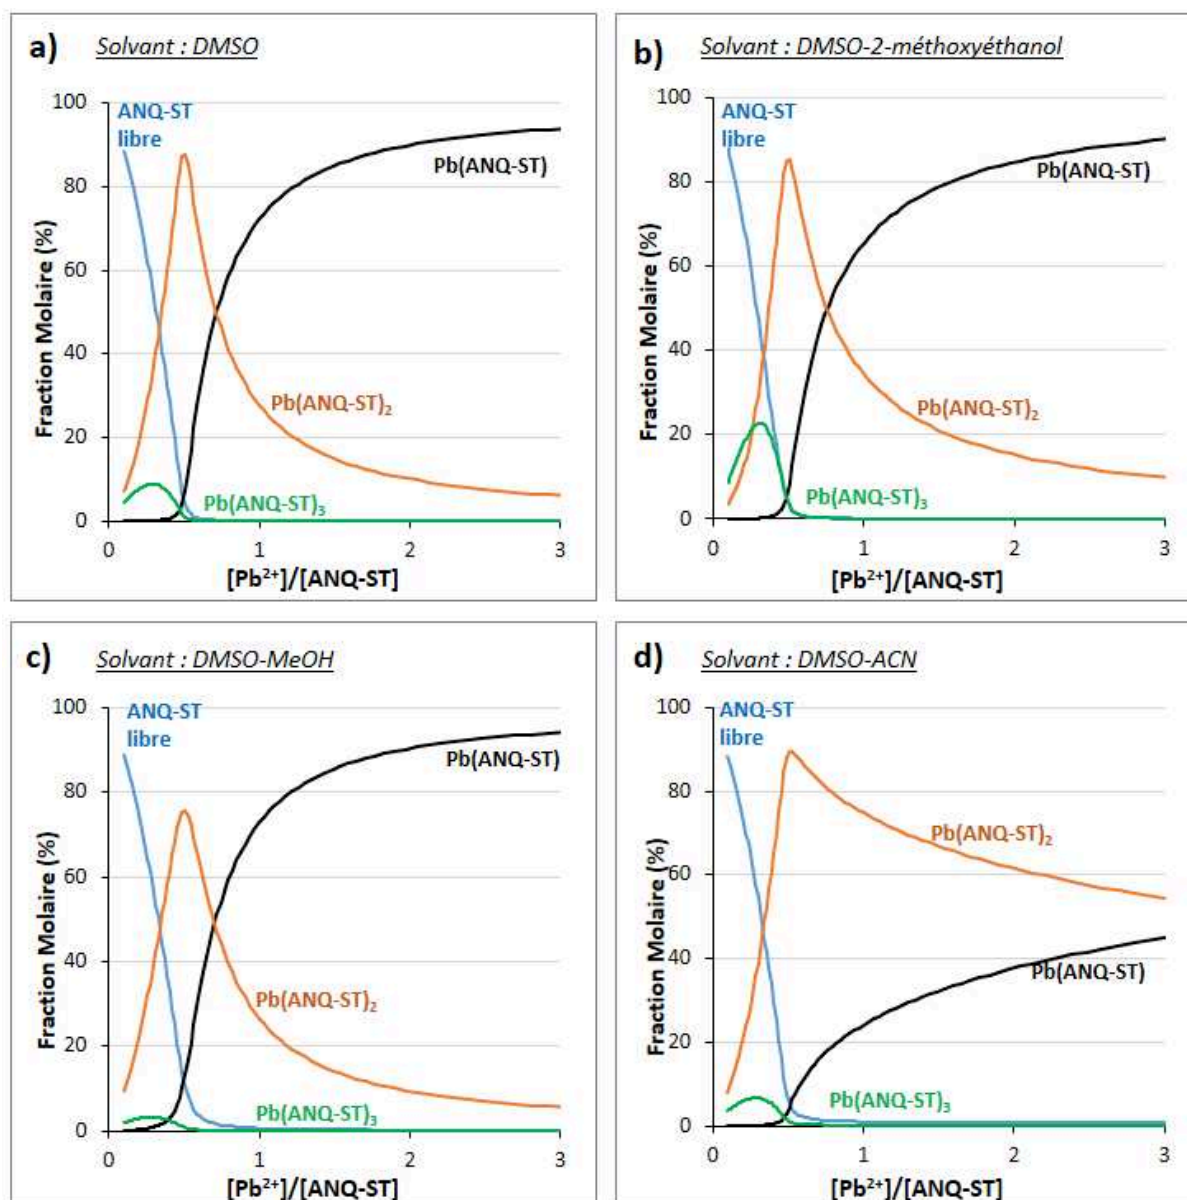 a) Solvant : DMSO
Fraction Molaire (%)
100
80
60
40
20
0
ANQ-ST
libre
Pb(ANQ-ST)
Pb(ANQ-ST)₂
Pb(ANQ-ST)₃
0 1 2 3
[Pb²⁺]/[ANQ-ST]
b) Solvant : DMSO-2-méthoxyéthanol
Fraction Molaire (%)
100
80
60
40
20
0
ANQ-ST
libre
Pb(ANQ-ST)
Pb(ANQ-ST)₂
Pb(ANQ-ST)₃
0 1 2 3
[Pb²⁺]/[ANQ-ST]
c) Solvant : DMSO-MeOH
Fraction Molaire (%)
100
80
60
40
20
0
ANQ-ST
libre
Pb(ANQ-ST)
Pb(ANQ-ST)₂
Pb(ANQ-ST)₃
0 1 2 3
[Pb²⁺]/[ANQ-ST]
d) Solvant : DMSO-ACN
Fraction Molaire (%)
100
80
60
40
20
0
ANQ-ST
libre
Pb(ANQ-ST)₂
Pb(ANQ-ST)
Pb(ANQ-ST)₃
0 1 2 3
[Pb²⁺]/[ANQ-ST]